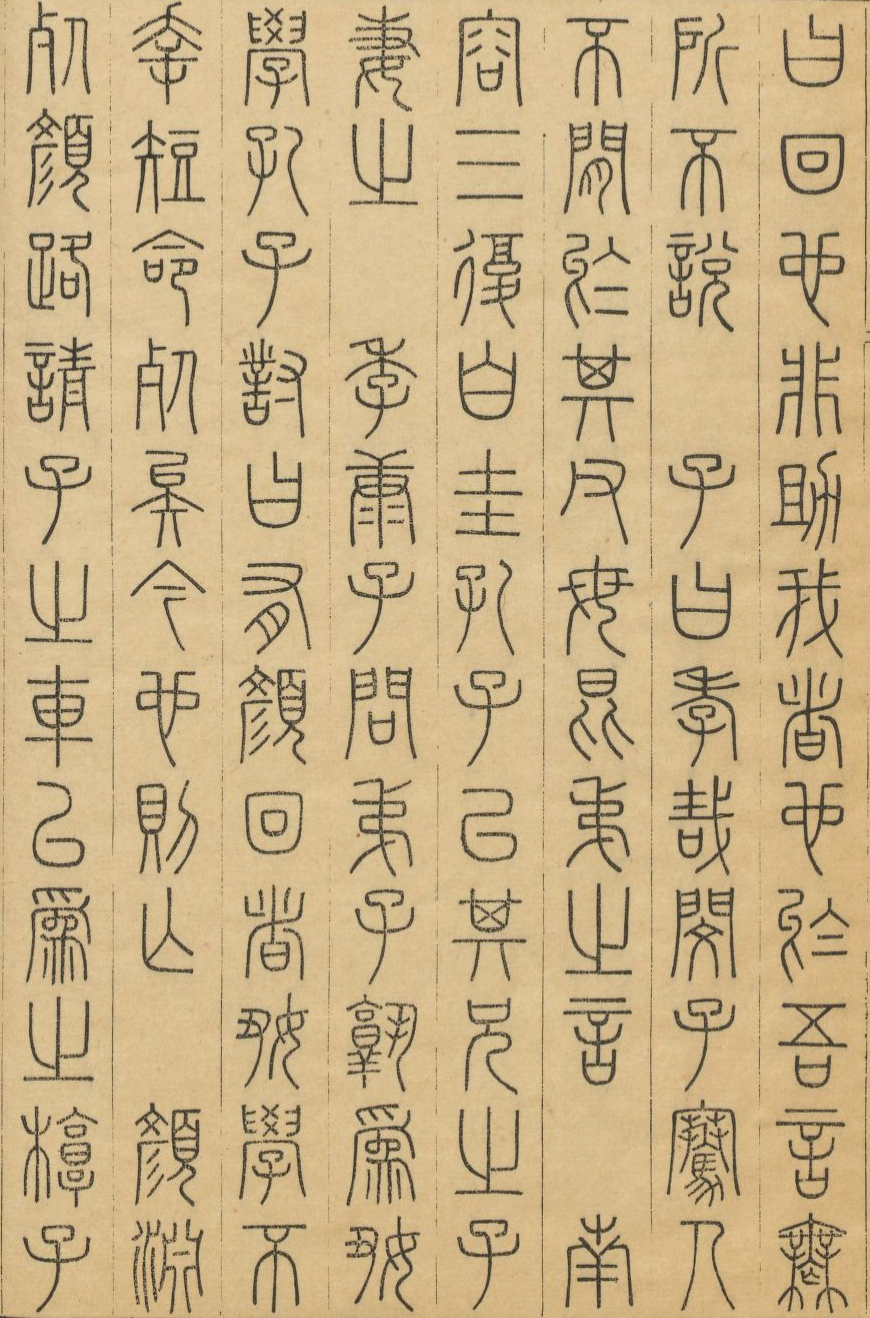 曰回也非助我者也於吾言無
所不說　子曰孝哉閔子騫人
不閒於其父母昆弟之言　南
容三復白圭孔子以其兄之子
妻之　季康子問弟子孰爲好
學孔子對曰有顏回者好學不
幸短命死矣今也則亡　顏淵
死顏路請子之車以爲之椁子